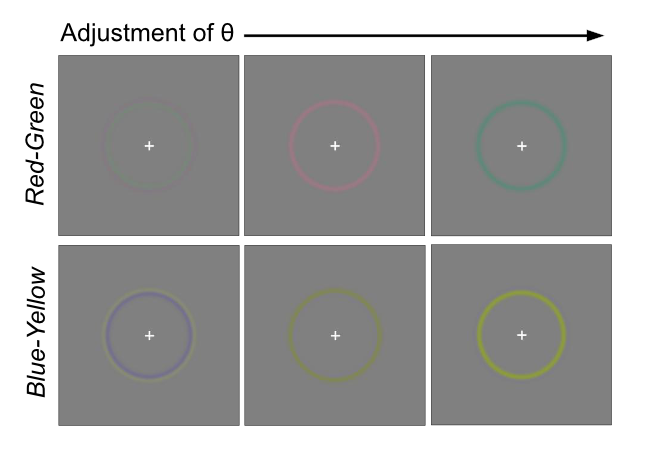 Adjustment of θ
Red-Green
Blue-Yellow